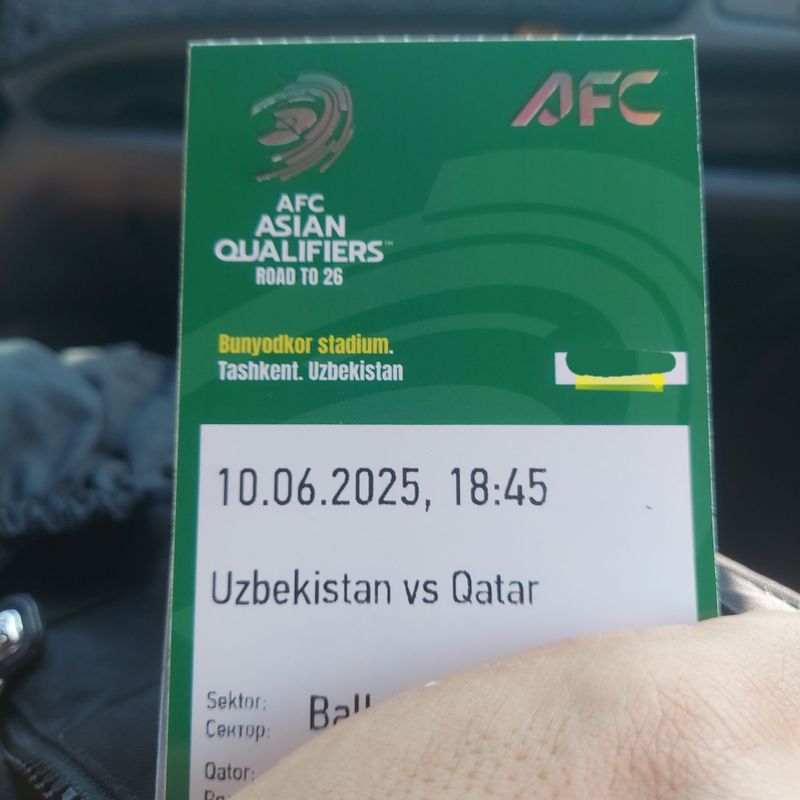 AFC
AFC
ASIAN
QUALIFIERS™
ROAD TO 26
Bunyodkor stadium.
Tashkent. Uzbekistan
10.06.2025, 18:45
Uzbekistan vs Qatar
Sektor:
Сектор:
Qator: